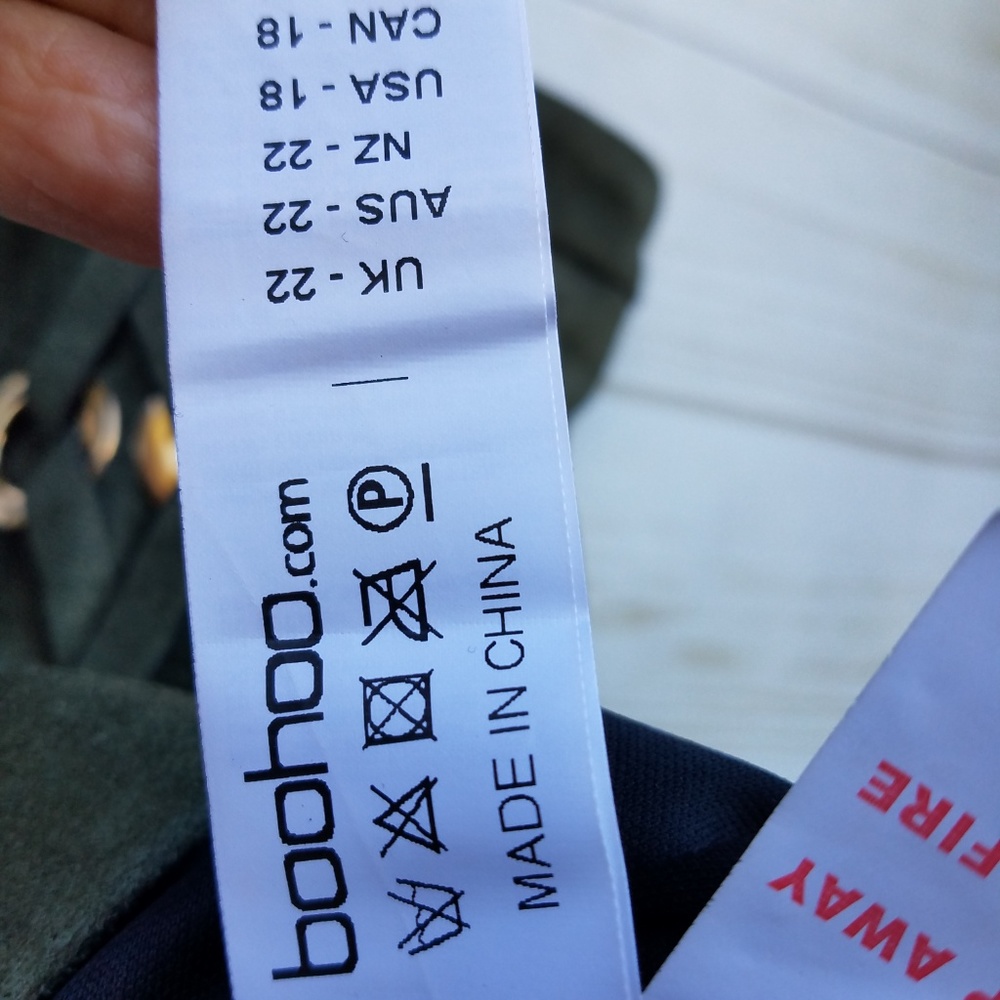 UK - 22
AUS - 22
NZ - 22
USA - 18
CAN - 18
boohoo.com
P
MADE IN CHINA
AWAY
FIRE